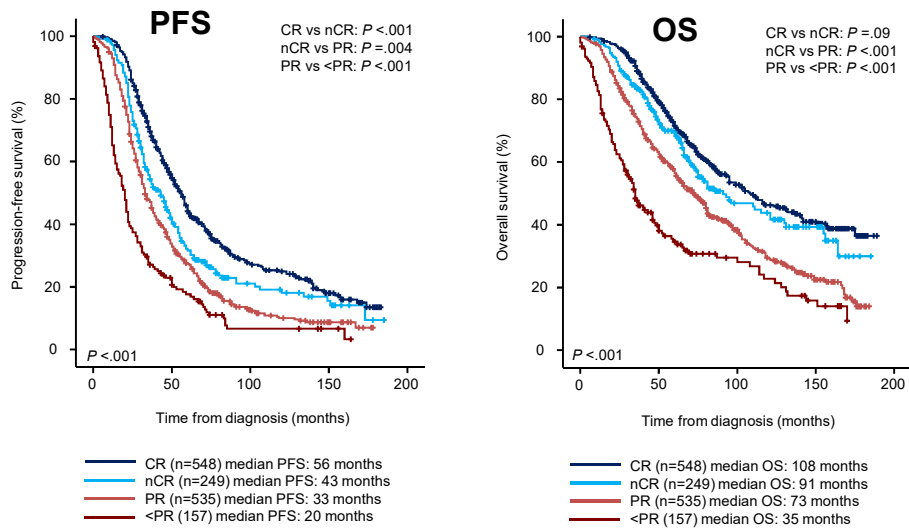 PFS
CR vs nCR: P <.001
nCR vs PR: P =.004
PR vs <PR: P <.001
Progression-free survival (%)
100
80
60
40
20
0
P <.001
0 50 100 150 200
Time from diagnosis (months)
CR (n=548) median PFS: 56 months
nCR (n=249) median PFS: 43 months
PR (n=535) median PFS: 33 months
<PR (157) median PFS: 20 months
OS
CR vs nCR: P =.09
nCR vs PR: P <.001
PR vs <PR: P <.001
Overall survival (%)
100
80
60
40
20
0
P <.001
0 50 100 150 200
Time from diagnosis (months)
CR (n=548) median OS: 108 months
nCR (n=249) median OS: 91 months
PR (n=535) median OS: 73 months
<PR (157) median OS: 35 months